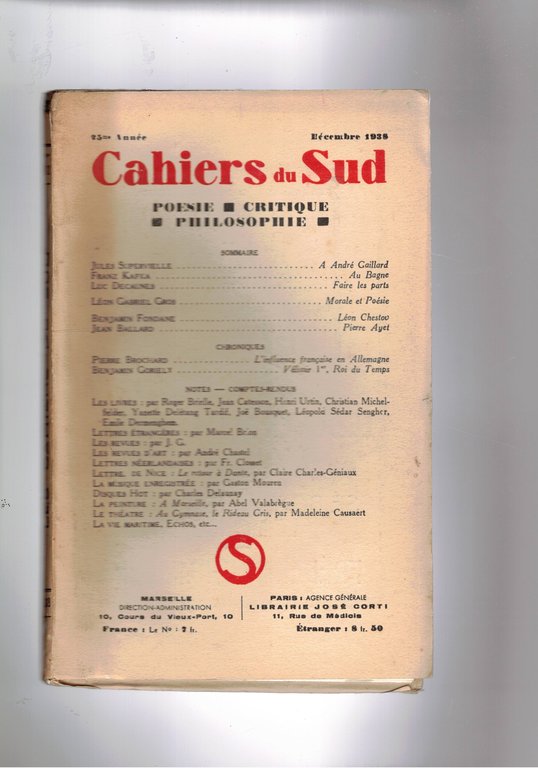 25me Année Décembre 1938
Cahiers du Sud
POESIE ■ CRITIQUE
■ PHILOSOPHIE ■
SOMMAIRE
JULES SUPERVIELLE ........ A André Gaillard
FRANZ KAFKA ........ Au Bagne
LUC DECAUNES ........ Faire les parts
LÉON GABRIEL GROS ........ Morale et Poésie
BENJAMIN FONDANE ........ Léon Chestov
JEAN BALLARD ........ Pierre Ayet
CHRONIQUES
PIERRE BROCHARD ........ L'influence française en Allemagne
BENJAMIN GORIELY ........ Vélimir 1er, Roi du Temps
NOTES — COMPTES-RENDUS
LES LIVRES : par Roger Brielle, Jean Catesson, Henri Urtin, Christian Michel-
felder, Yanette Delétang Tardif, Joë Bousquet, Léopold Sédar Senghor,
Emile Dermenghem.
LETTRES ÉTRANGÈRES : par Marcel Brion
LES REVUES : par J. G.
LES REVUES D'ART : par André Chastel
LETTRES NÉERLANDAISES : par Fr. Closset
LETTRE DE NICE : Le retour à Dante, par Claire Charles-Géniaux
LA MUSIQUE ENREGISTRÉE : par Gaston Mouren
DISQUES HOT : par Charles Delaunay
LA PEINTURE : A Marseille, par Abel Valabrègue
LE THÉATRE : Au Gymnase, le Rideau Gris, par Madeleine Causaért
LA VIE MARITIME, ECHOS, etc...
S
MARSEILLE
DIRECTION-ADMINISTRATION
10, Cours du Vieux-Port, 10
PARIS : AGENCE GÉNÉRALE
LIBRAIRIE JOSÉ CORTI
11, Rue de Médicis
France : Le No : 7 fr. Étranger : 8 fr. 50